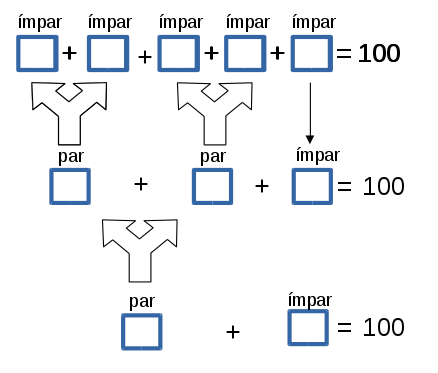 ímpar ímpar ímpar ímpar ímpar
+ + + + = 100
par par ímpar
+ + = 100
par ímpar
+ = 100